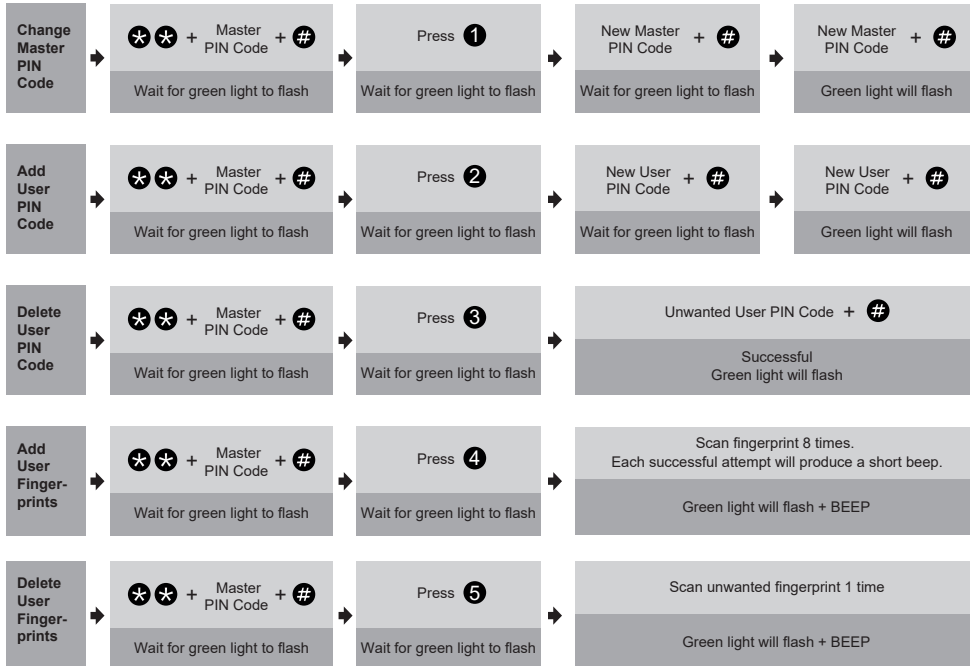 Change
Master
PIN
Code
** + Master
PIN Code + #
Wait for green light to flash
Press 1
Wait for green light to flash
New Master
PIN Code + #
Wait for green light to flash
New Master
PIN Code + #
Green light will flash
Add
User
PIN
Code
** + Master
PIN Code + #
Wait for green light to flash
Press 2
Wait for green light to flash
New User
PIN Code + #
Wait for green light to flash
New User
PIN Code + #
Green light will flash
Delete
User
PIN
Code
** + Master
PIN Code + #
Wait for green light to flash
Press 3
Wait for green light to flash
Unwanted User PIN Code + #
Successful
Green light will flash
Add
User
Finger-
prints
** + Master
PIN Code + #
Wait for green light to flash
Press 4
Wait for green light to flash
Scan fingerprint 8 times.
Each successful attempt will produce a short beep.
Green light will flash + BEEP
Delete
User
Finger-
prints
** + Master
PIN Code + #
Wait for green light to flash
Press 5
Wait for green light to flash
Scan unwanted fingerprint 1 time
Green light will flash + BEEP